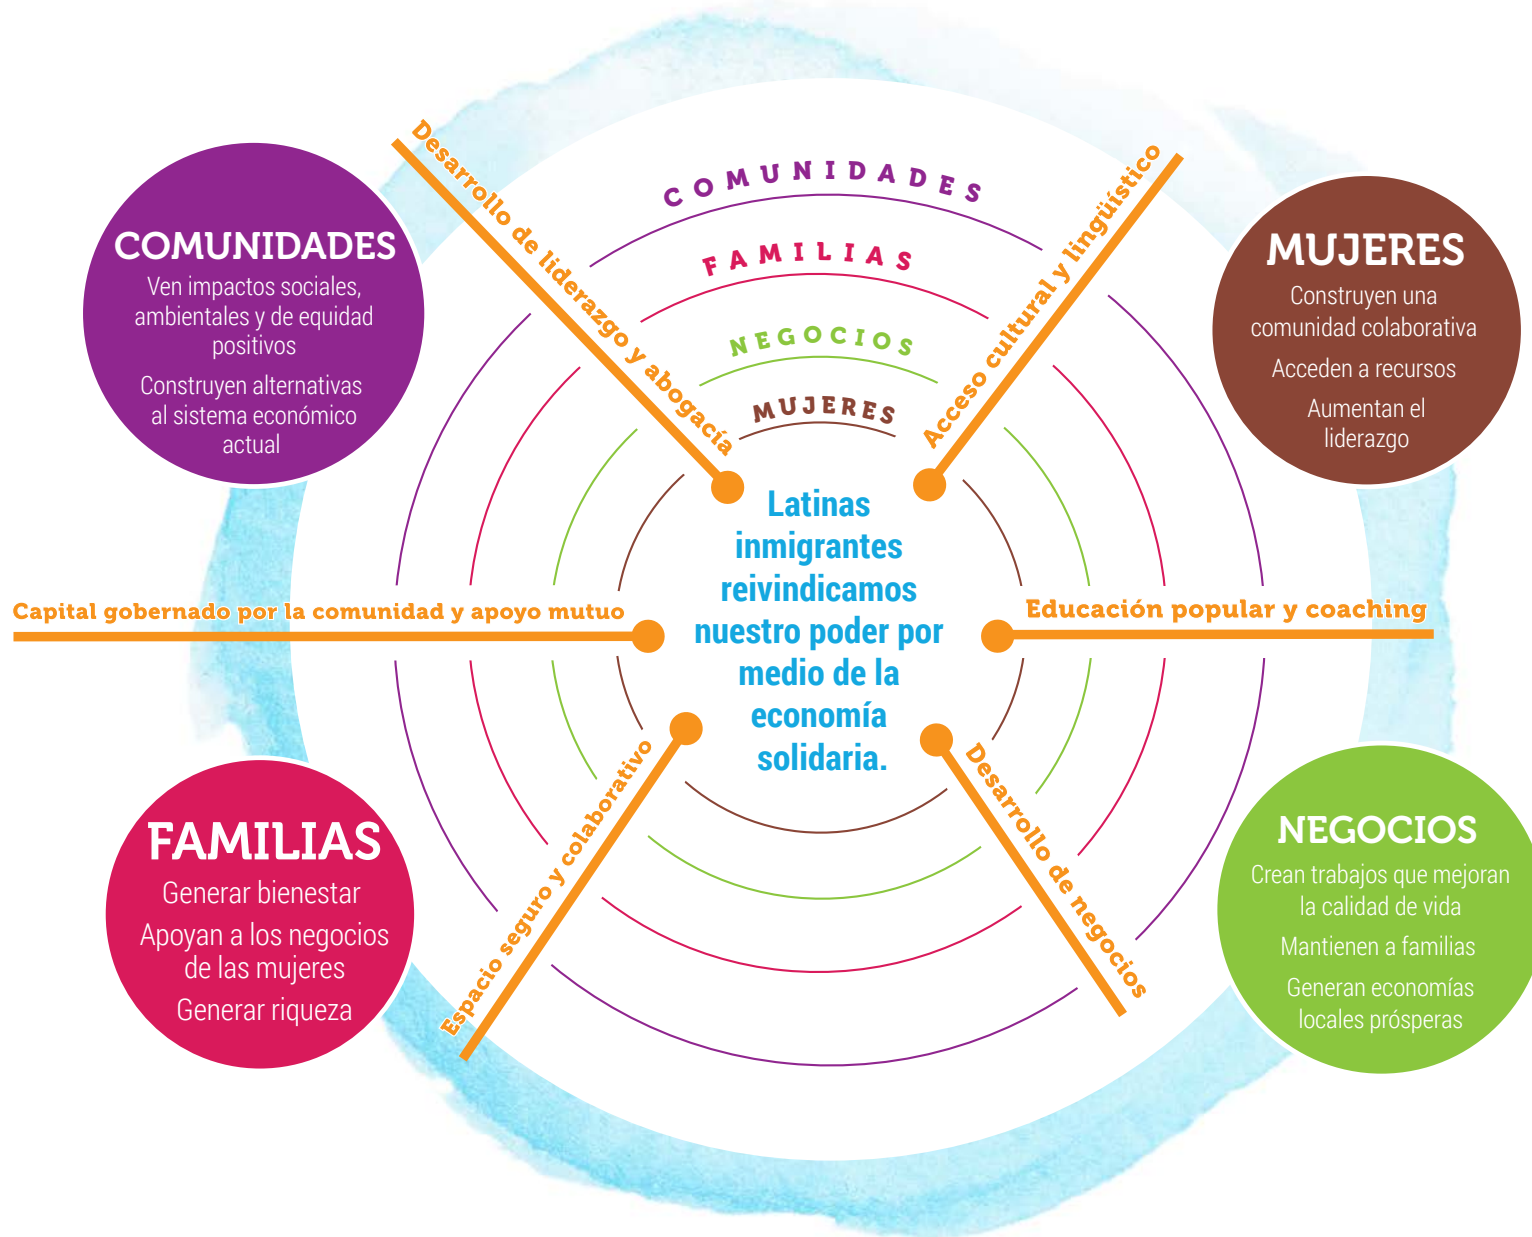 Desarrollo de liderazgo y abogacía
Acceso cultural y lingüístico
COMUNIDADES
FAMILIAS
NEGOCIOS
MUJERES
COMUNIDADES
Ven impactos sociales,
ambientales y de equidad
positivos
Construyen alternativas
al sistema económico
actual
MUJERES
Construyen una
comunidad colaborativa
Acceden a recursos
Aumentan el
liderazgo
Latinas
inmigrantes
reivindicamos
nuestro poder por
medio de la
economía
solidaria.
Capital gobernado por la comunidad y apoyo mutuo
Educación popular y coaching
Espacio seguro y colaborativo
Desarrollo de negocios
FAMILIAS
Generar bienestar
Apoyan a los negocios
de las mujeres
Generar riqueza
NEGOCIOS
Crean trabajos que mejoran
la calidad de vida
Mantienen a familias
Generan economías
locales prósperas